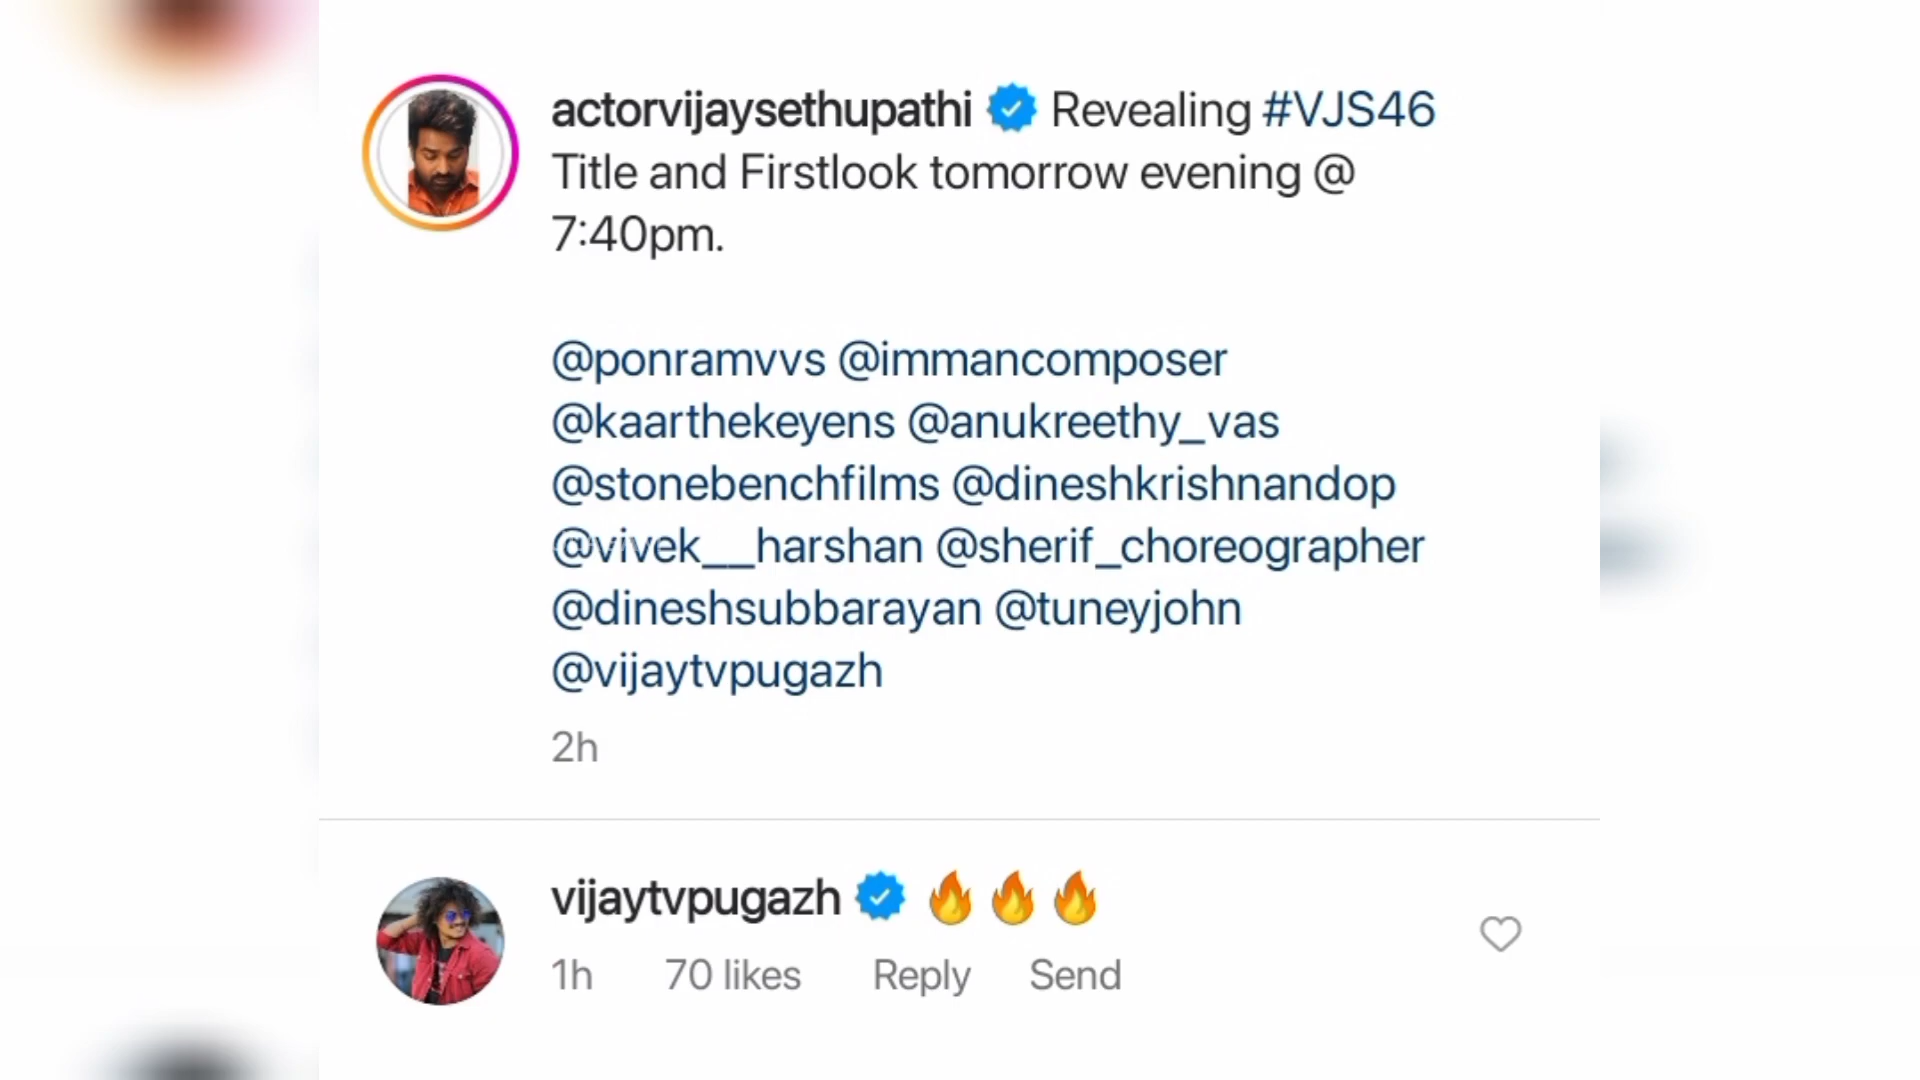 actorvijaysethupathi Revealing #VJS46
Title and Firstlook tomorrow evening @
7:40pm.
@ponramvvs @immancomposer
@kaarthekeyens @anukreethy_vas
@stonebenchfilms @dineshkrishnandop
@vivek__harshan @sherif_choreographer
@dineshsubbarayan @tuneyjohn
@vijaytvpugazh
2h
vijaytvpugazh 🔥🔥🔥
1h 70 likes Reply Send